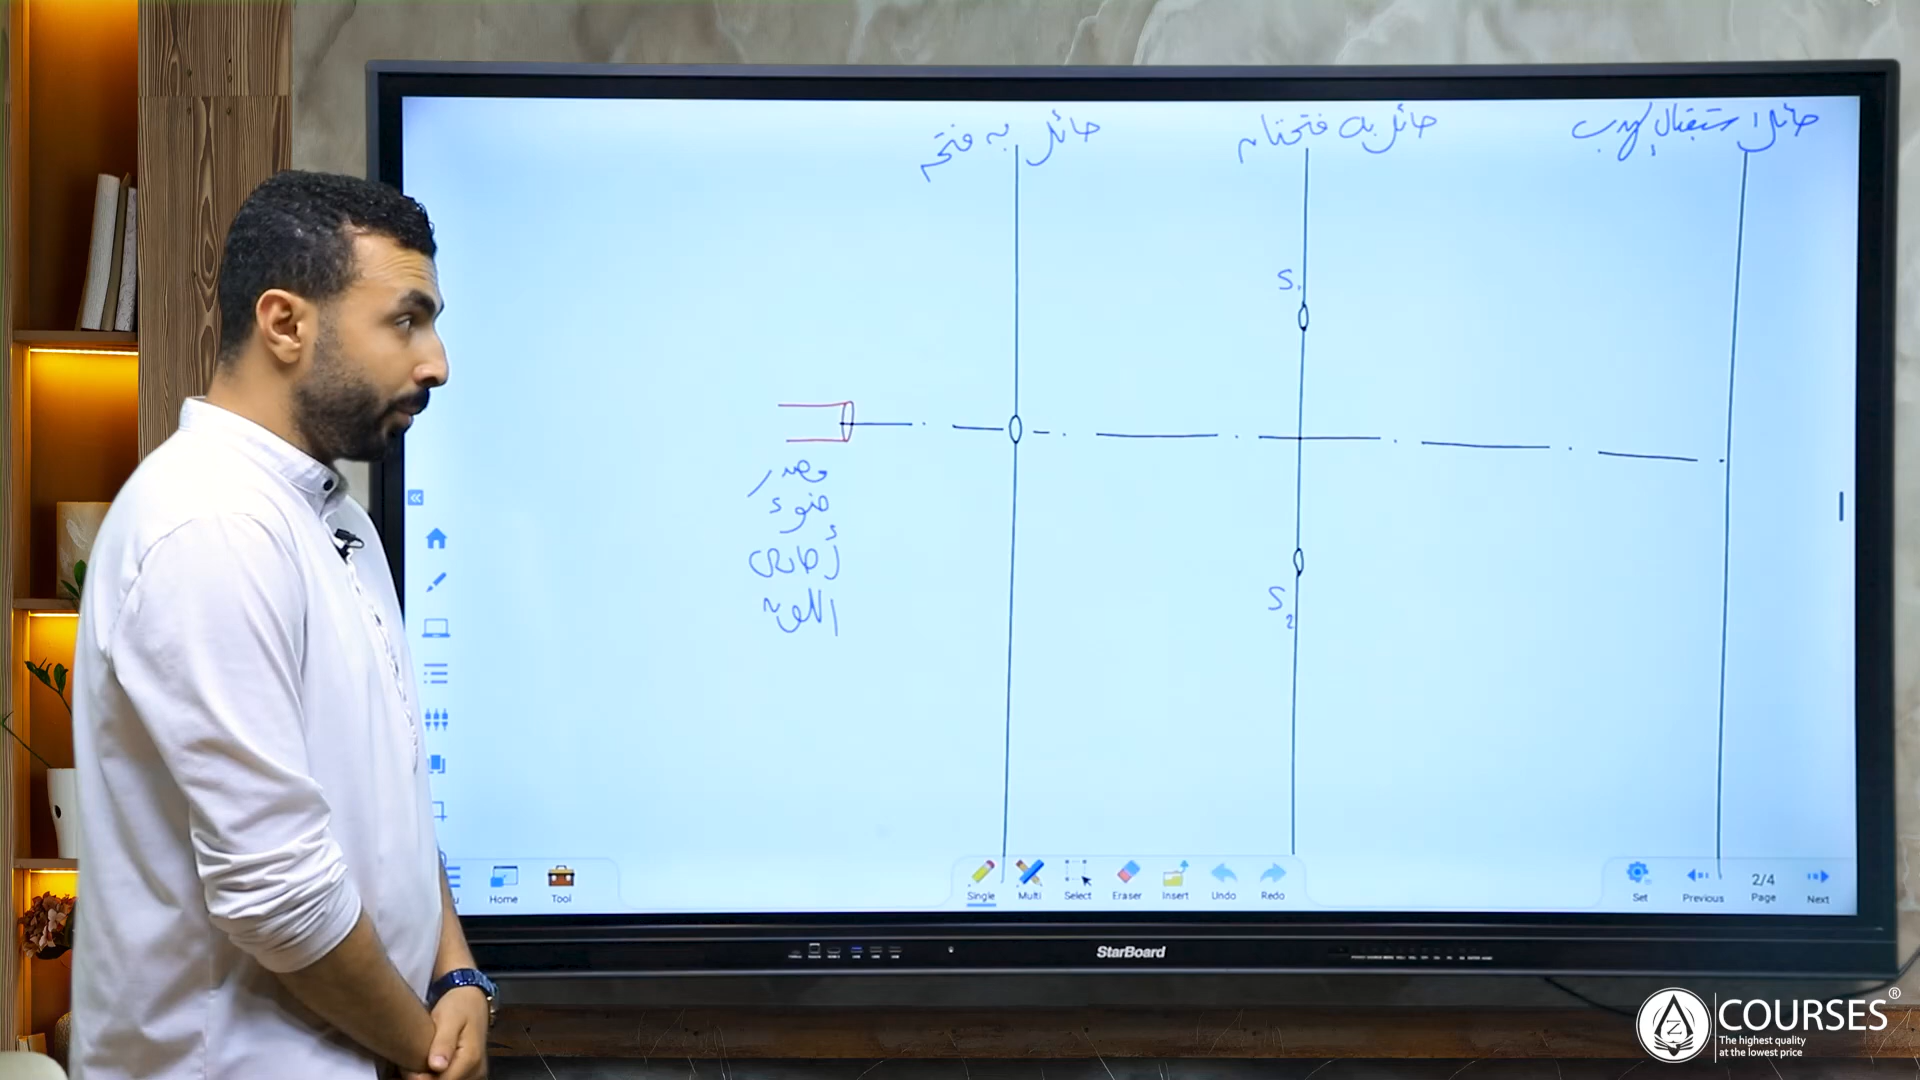 حائل استقبال الهدب
حائل به فتحتان
حائل به فتحة
S₁
S₂
مصدر
ضوء
أحادي
اللون
Home
Tool
Single
Multi
Select
Eraser
Insert
Undo
Redo
Set
Previous
2/4
Page
Next
StarBoard
AZ COURSES®
The highest quality
at the lowest price